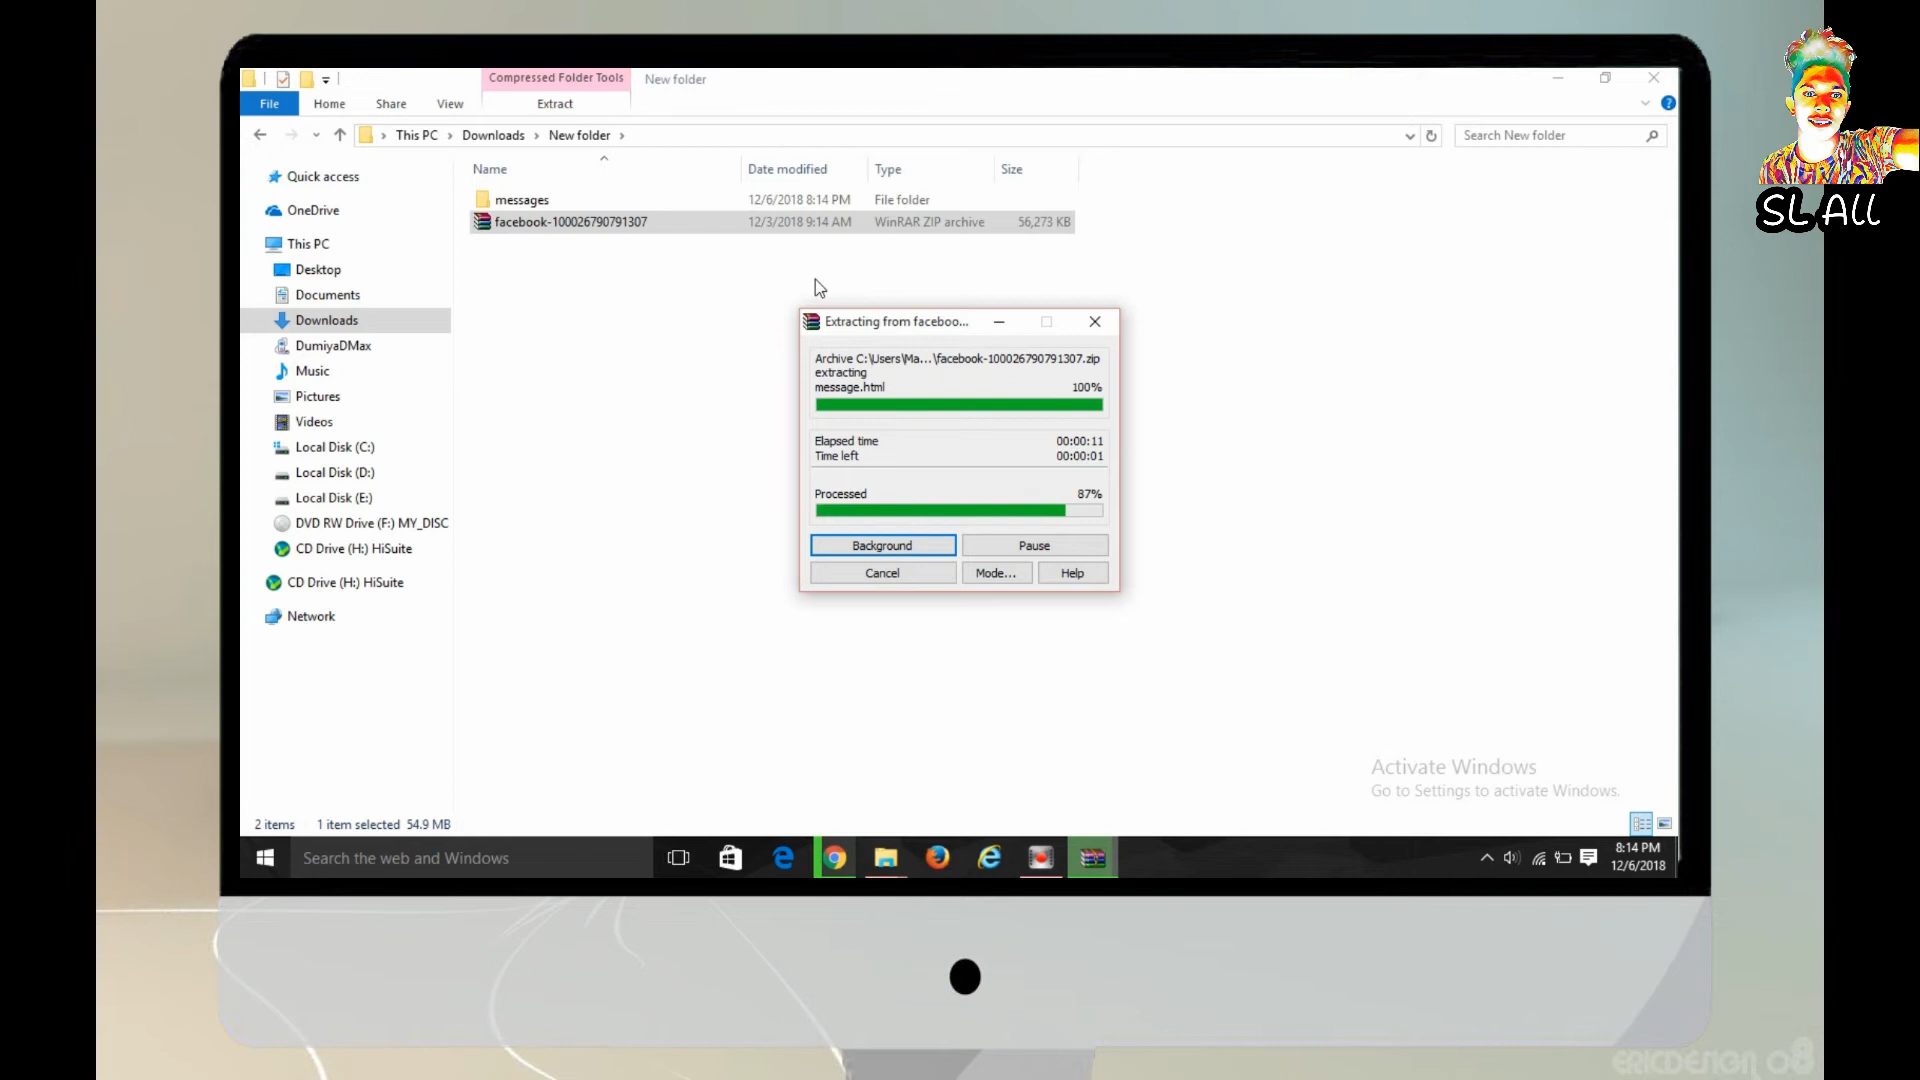 Compressed Folder Tools
New folder
File
Home
Share
View
Extract
This PC
Downloads
New folder
Search New folder
Name
Date modified
Type
Size
messages
12/6/2018 8:14 PM
File folder
facebook-100026790791307
12/3/2018 9:14 AM
WinRAR ZIP archive
56,273 KB
Quick access
OneDrive
This PC
Desktop
Documents
Downloads
DumiyaDMax
Music
Pictures
Videos
Local Disk (C:)
Local Disk (D:)
Local Disk (E:)
DVD RW Drive (F:) MY_DISC
CD Drive (H:) HiSuite
CD Drive (H:) HiSuite
Network
Extracting from faceboo...
Archive C:\Users\Ma...\facebook-100026790791307.zip
extracting
message.html 100%
Elapsed time 00:00:11
Time left 00:00:01
Processed 87%
Background
Pause
Cancel
Mode...
Help
Activate Windows
Go to Settings to activate Windows.
2 items 1 item selected 54.9 MB
Search the web and Windows
8:14 PM
12/6/2018
SL All
ERICDESIGN 08